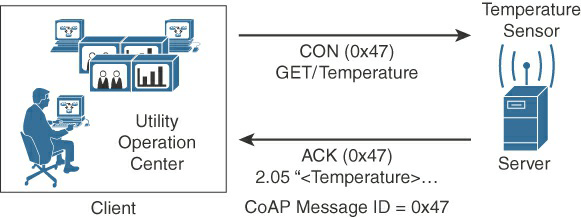 Temperature
Sensor
CON (0x47)
GET/Temperature
Utility
Operation
Center
ACK (0x47)
2.05 “<Temperature>…
Server
Client
CoAP Message ID = 0x47